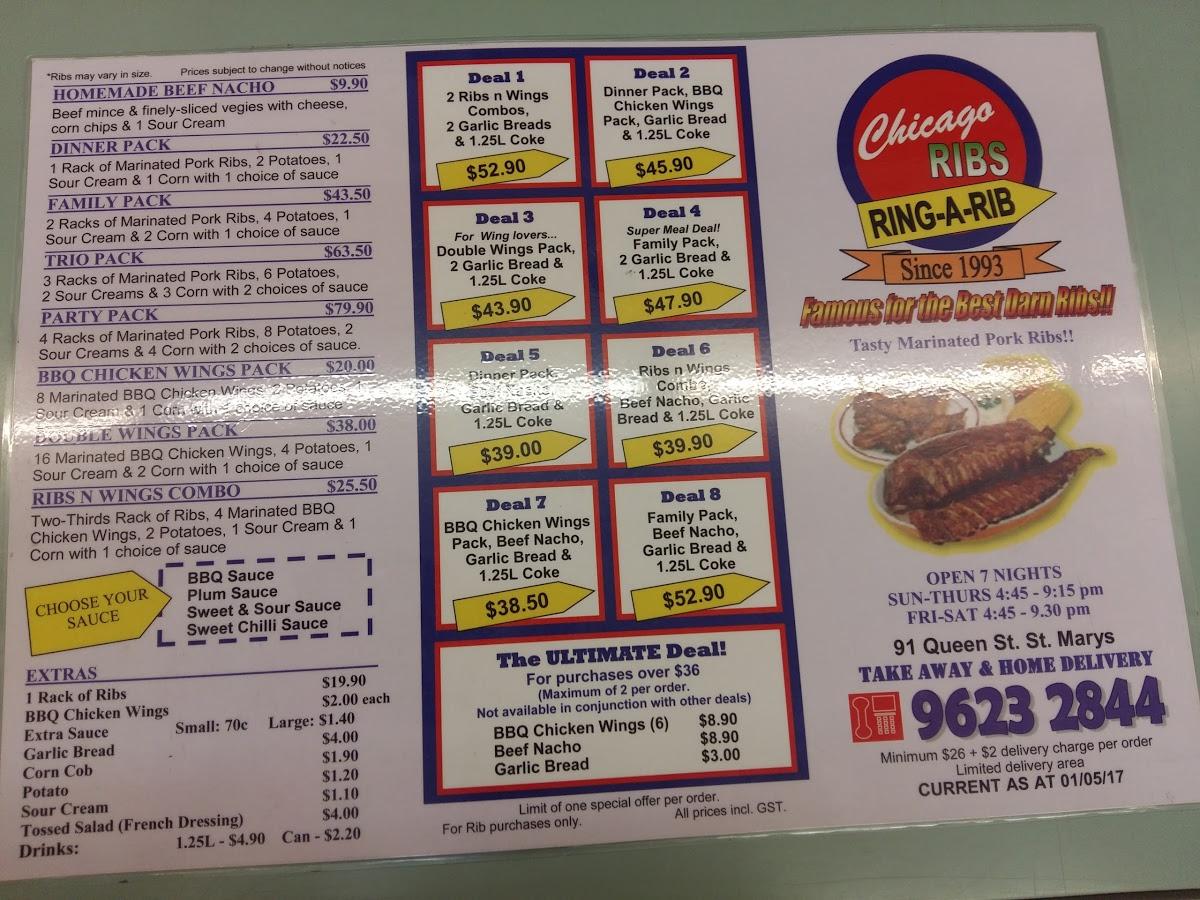 *Ribs may vary in size. Prices subject to change without notices
HOMEMADE BEEF NACHO $9.90
Beef mince & finely-sliced vegies with cheese,
corn chips & 1 Sour Cream
DINNER PACK $22.50
1 Rack of Marinated Pork Ribs, 2 Potatoes, 1
Sour Cream & 1 Corn with 1 choice of sauce
FAMILY PACK $43.50
2 Racks of Marinated Pork Ribs, 4 Potatoes, 1
Sour Cream & 2 Corn with 1 choice of sauce
TRIO PACK $63.50
3 Racks of Marinated Pork Ribs, 6 Potatoes,
2 Sour Creams & 3 Corn with 2 choices of sauce
PARTY PACK $79.90
4 Racks of Marinated Pork Ribs, 8 Potatoes, 2
Sour Creams & 4 Corn with 2 choices of sauce.
BBQ CHICKEN WINGS PACK $20.00
8 Marinated BBQ Chicken Wings, 2 Potatoes, 1
Sour Cream & 1 Corn with 1 choice of sauce
DOUBLE WINGS PACK $38.00
16 Marinated BBQ Chicken Wings, 4 Potatoes, 1
Sour Cream & 2 Corn with 1 choice of sauce
RIBS N WINGS COMBO $25.50
Two-Thirds Rack of Ribs, 4 Marinated BBQ
Chicken Wings, 2 Potatoes, 1 Sour Cream & 1
Corn with 1 choice of sauce
CHOOSE YOUR
SAUCE
BBQ Sauce
Plum Sauce
Sweet & Sour Sauce
Sweet Chilli Sauce
EXTRAS
1 Rack of Ribs $19.90
BBQ Chicken Wings $2.00 each
Extra Sauce Small: 70c Large: $1.40
Garlic Bread $4.00
Corn Cob $1.90
Potato $1.20
Sour Cream $1.10
Tossed Salad (French Dressing) $4.00
Drinks: 1.25L - $4.90 Can - $2.20
Deal 1
2 Ribs n Wings
Combos,
2 Garlic Breads
& 1.25L Coke
$52.90
Deal 2
Dinner Pack, BBQ
Chicken Wings
Pack, Garlic Bread
& 1.25L Coke
$45.90
Deal 3
For Wing lovers...
Double Wings Pack,
2 Garlic Bread &
1.25L Coke
$43.90
Deal 4
Super Meal Deal!
Family Pack,
2 Garlic Bread &
1.25L Coke
$47.90
Deal 5
Dinner Pack,
Garlic Bread &
1.25L Coke
$39.00
Deal 6
Ribs n Wings
Combo,
Beef Nacho, Garlic
Bread & 1.25L Coke
$39.90
Deal 7
BBQ Chicken Wings
Pack, Beef Nacho,
Garlic Bread &
1.25L Coke
$38.50
Deal 8
Family Pack,
Beef Nacho,
Garlic Bread &
1.25L Coke
$52.90
The ULTIMATE Deal!
For purchases over $36
(Maximum of 2 per order.
Not available in conjunction with other deals)
BBQ Chicken Wings (6) $8.90
Beef Nacho $8.90
Garlic Bread $3.00
Limit of one special offer per order.
For Rib purchases only. All prices incl. GST.
Chicago
RIBS
RING-A-RIB
Since 1993
Famous for the Best Darn Ribs!!
Tasty Marinated Pork Ribs!!
OPEN 7 NIGHTS
SUN-THURS 4:45 - 9:15 pm
FRI-SAT 4:45 - 9.30 pm
91 Queen St. St. Marys
TAKE AWAY & HOME DELIVERY
9623 2844
Minimum $26 + $2 delivery charge per order
Limited delivery area
CURRENT AS AT 01/05/17